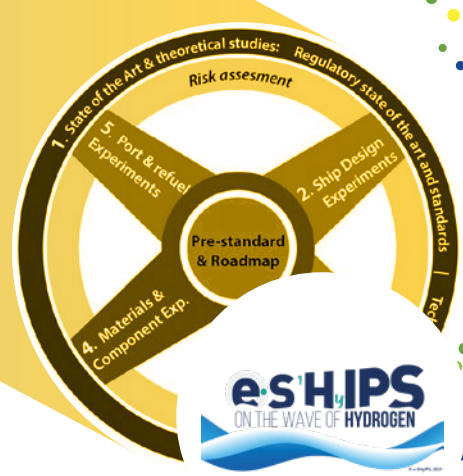 1. State of the Art & theoretical studies: Regulatory state of the art and standards |
Risk assesment
5. Port & refuel
Experiments
2. Ship Design
Experiments
Pre-standard
& Roadmap
4. Materials &
Component Exp.
e·SHyIPS
ON THE WAVE OF HYDROGEN